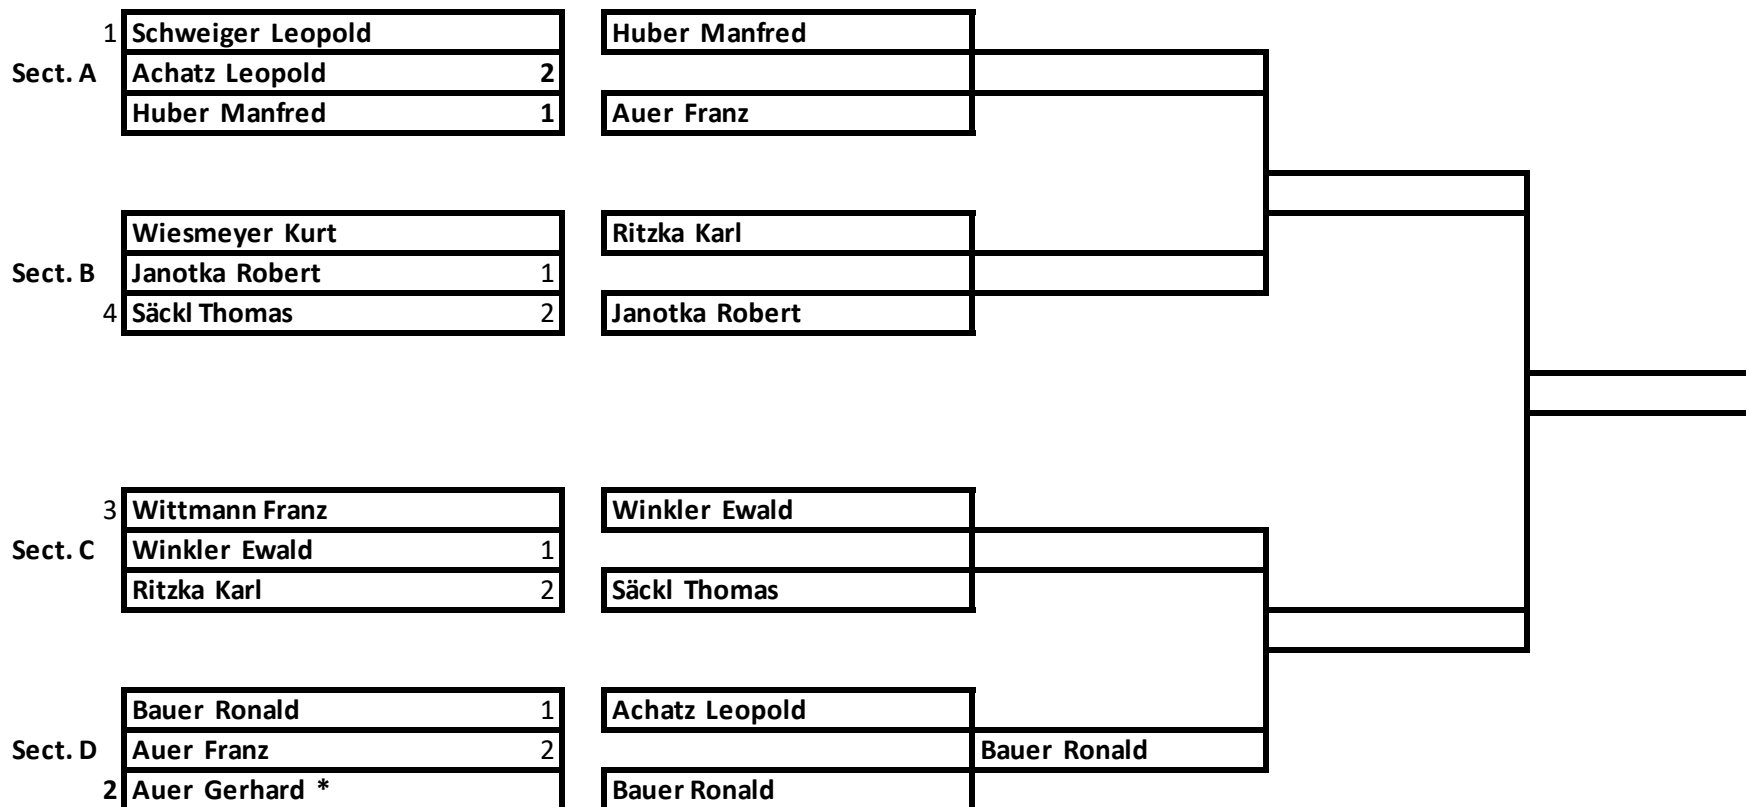 1 Schweiger Leopold Huber Manfred
Sect. A Achatz Leopold 2
Huber Manfred 1 Auer Franz
Wiesmeyer Kurt Ritzka Karl
Sect. B Janotka Robert 1
4 Säckl Thomas 2 Janotka Robert
3 Wittmann Franz Winkler Ewald
Sect. C Winkler Ewald 1
Ritzka Karl 2 Säckl Thomas
Bauer Ronald 1 Achatz Leopold
Sect. D Auer Franz 2 Bauer Ronald
2 Auer Gerhard * Bauer Ronald